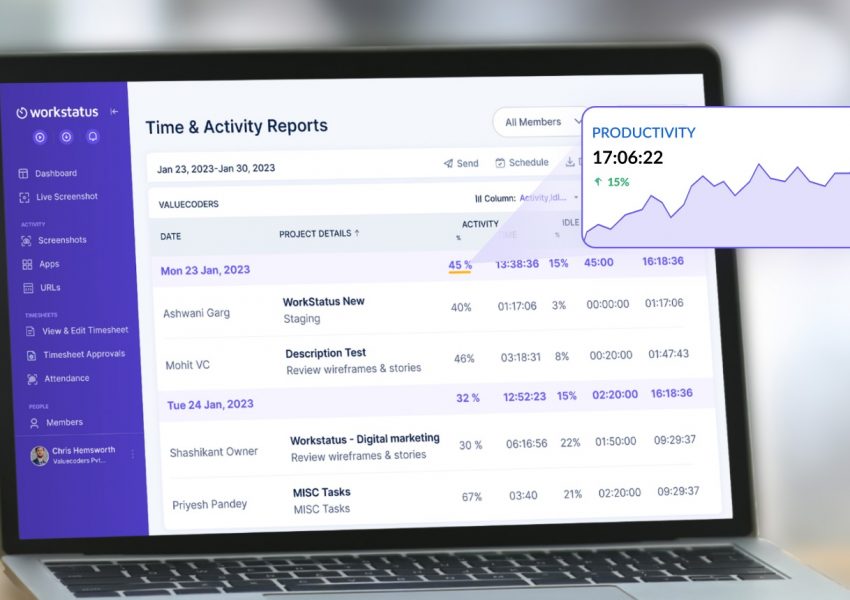 workstatus
Dashboard
Live Screenshot
ACTIVITY
Screenshots
Apps
URLs
TIMESHEETS
View & Edit Timesheet
Timesheet Approvals
Attendance
PEOPLE
Members
Chris Hemsworth
Valuecoders Pvt...
Time & Activity Reports
All Members
Jan 23, 2023-Jan 30, 2023
Send
Schedule
D
VALUECODERS
Column: Activity,Idl...
DATE
PROJECT DETAILS ↑
ACTIVITY
IDLE
%
TIME
%
Mon 23 Jan, 2023 45 % 13:38:36 15% 45:00 16:18:36
Ashwani Garg WorkStatus New 40% 01:17:06 3% 00:00:00 01:17:06
Staging
Mohit VC Description Test 46% 03:18:31 8% 00:20:00 01:47:43
Review wireframes & stories
Tue 24 Jan, 2023 32 % 12:52:23 15% 02:20:00 16:18:36
Shashikant Owner Workstatus - Digital marketing 30 % 06:16:56 22% 01:50:00 09:29:37
Review wireframes & stories
Priyesh Pandey MISC Tasks 67% 03:40 21% 02:20:00 09:29:37
MISC Tasks
PRODUCTIVITY
17:06:22
↑ 15%